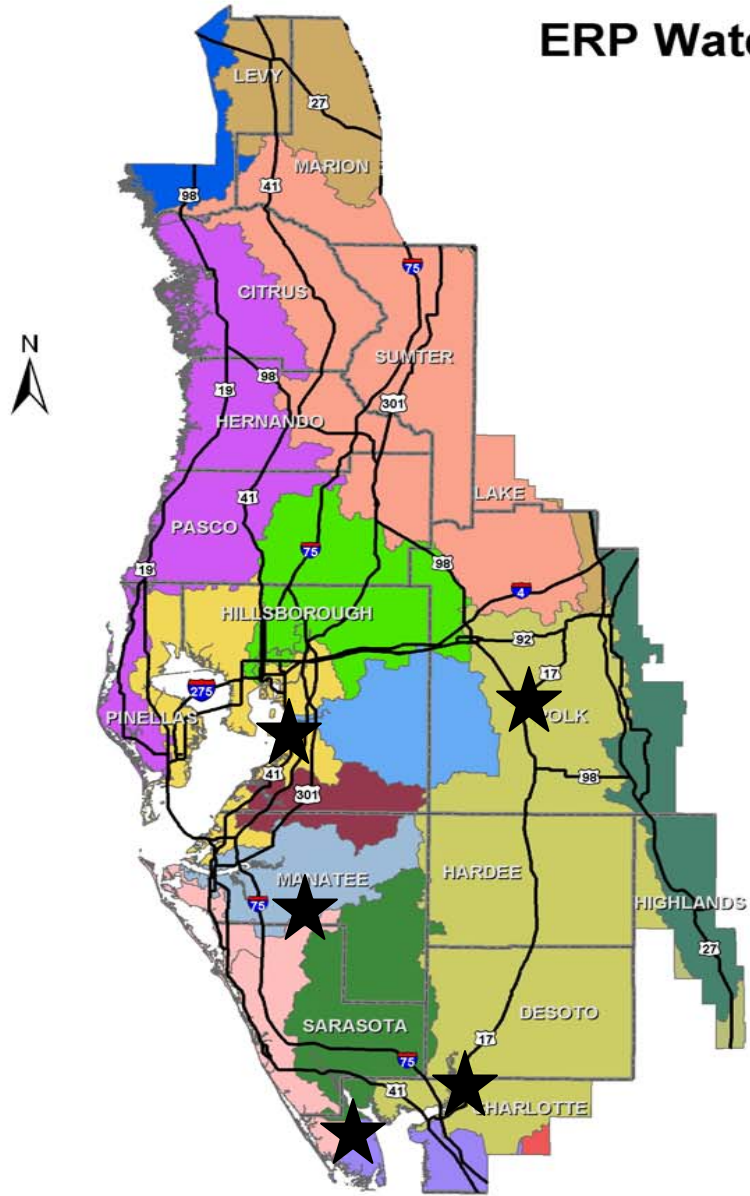 ERP Wate
LEVY
27
MARION
98
41
N
75
CITRUS
SUMTER
98
19
301
HERNANDO
LAKE
41
PASCO
75
98
19
4
HILLSBOROUGH
92
17
275
PINELLAS
POLK
41
98
301
MANATEE
HARDEE
75
HIGHLANDS
27
DESOTO
SARASOTA
17
75
41
CHARLOTTE